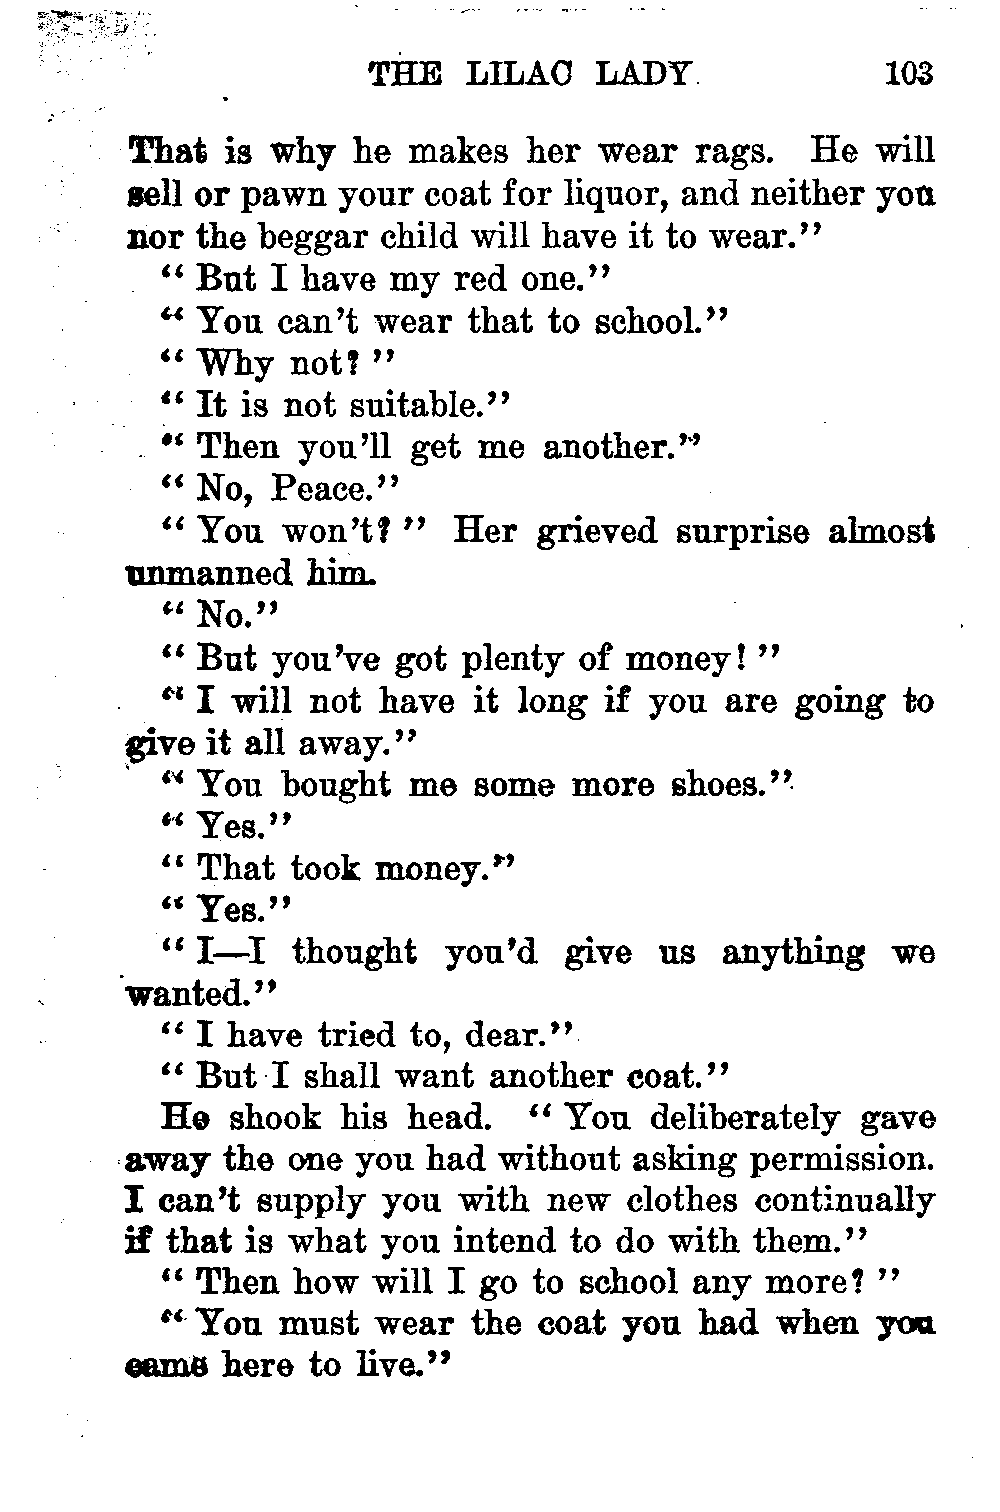 THE LILAC LADY 103
That is why he makes her wear rags. He will
sell or pawn your coat for liquor, and neither you
nor the beggar child will have it to wear."
" But I have my red one."
" You can't wear that to school."
" Why not? "
" It is not suitable."
" Then you'll get me another."
" No, Peace."
" You won't? " Her grieved surprise almost
unmanned him.
" No."
" But you've got plenty of money! "
" I will not have it long if you are going to
give it all away."
" You bought me some more shoes."
" Yes."
" That took money."
" Yes."
" I—I thought you'd give us anything we
wanted."
" I have tried to, dear."
" But I shall want another coat."
He shook his head. " You deliberately gave
away the one you had without asking permission.
I can't supply you with new clothes continually
if that is what you intend to do with them."
" Then how will I go to school any more? "
" You must wear the coat you had when you
came here to live."